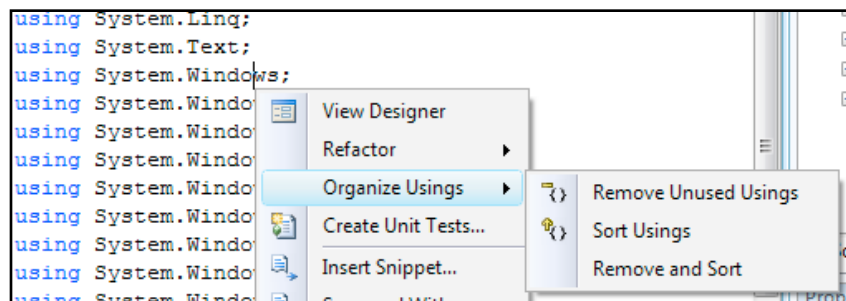 using System.Linq;
using System.Text;
using System.Windows;
using System.Windo
using System.Windo
using System.Windo
using System.Windo
using System.Windo
using System.Windo
using System.Windo
View Designer
Refactor
Organize Usings
Create Unit Tests...
Insert Snippet...
Remove Unused Usings
Sort Usings
Remove and Sort